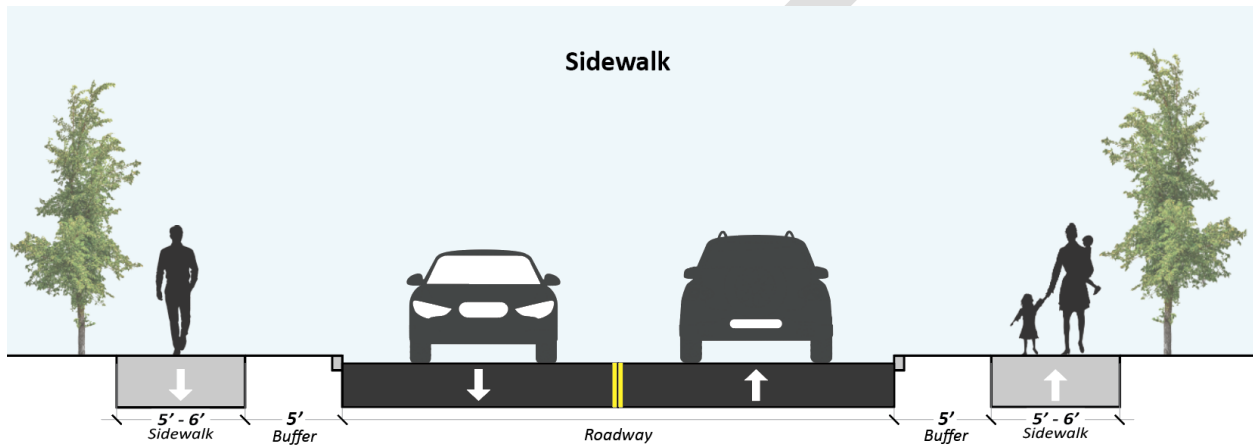 Sidewalk
5' - 6'
Sidewalk
5'
Buffer
Roadway
5'
Buffer
5' - 6'
Sidewalk